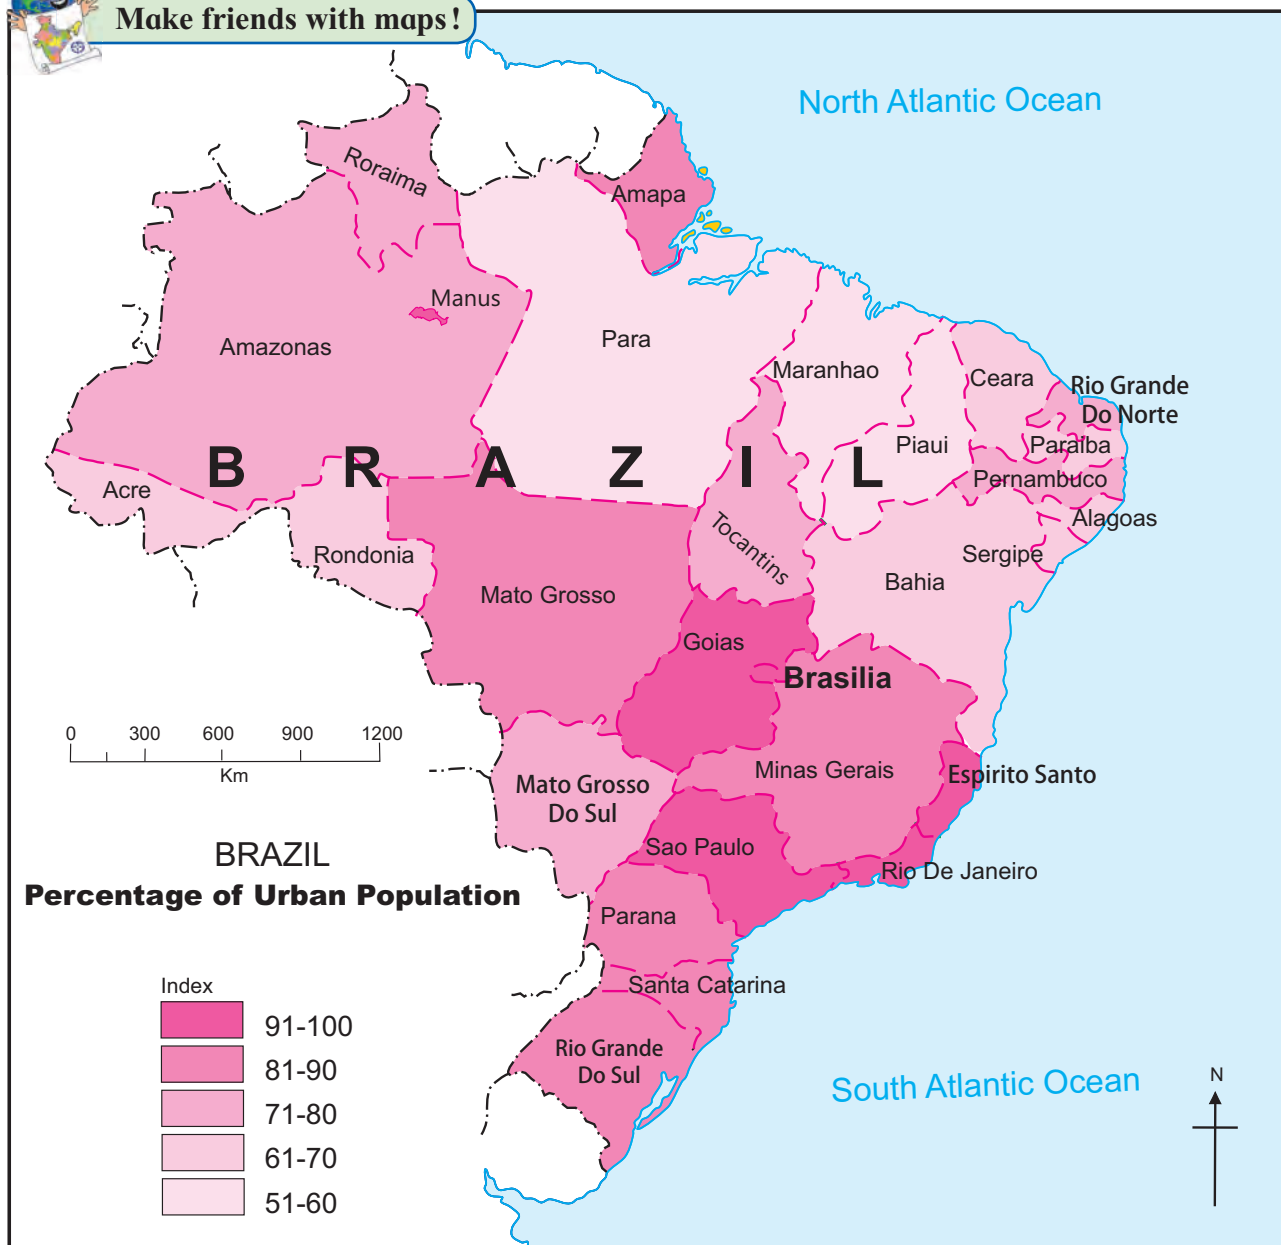 Make friends with maps!
North Atlantic Ocean
Roraima
Amapa
Manus
Amazonas
Para
Maranhao
Ceara
Rio Grande
Do Norte
Piaui
Paraiba
BRAZIL
Acre
Pernambuco
Alagoas
Tocantins
Rondonia
Sergipe
Bahia
Mato Grosso
Goias
Brasilia
0 300 600 900 1200
Km
Minas Gerais
Espirito Santo
Mato Grosso
Do Sul
Sao Paulo
Rio De Janeiro
BRAZIL
Percentage of Urban Population
Parana
Santa Catarina
Rio Grande
Do Sul
South Atlantic Ocean
N
Index
91-100
81-90
71-80
61-70
51-60